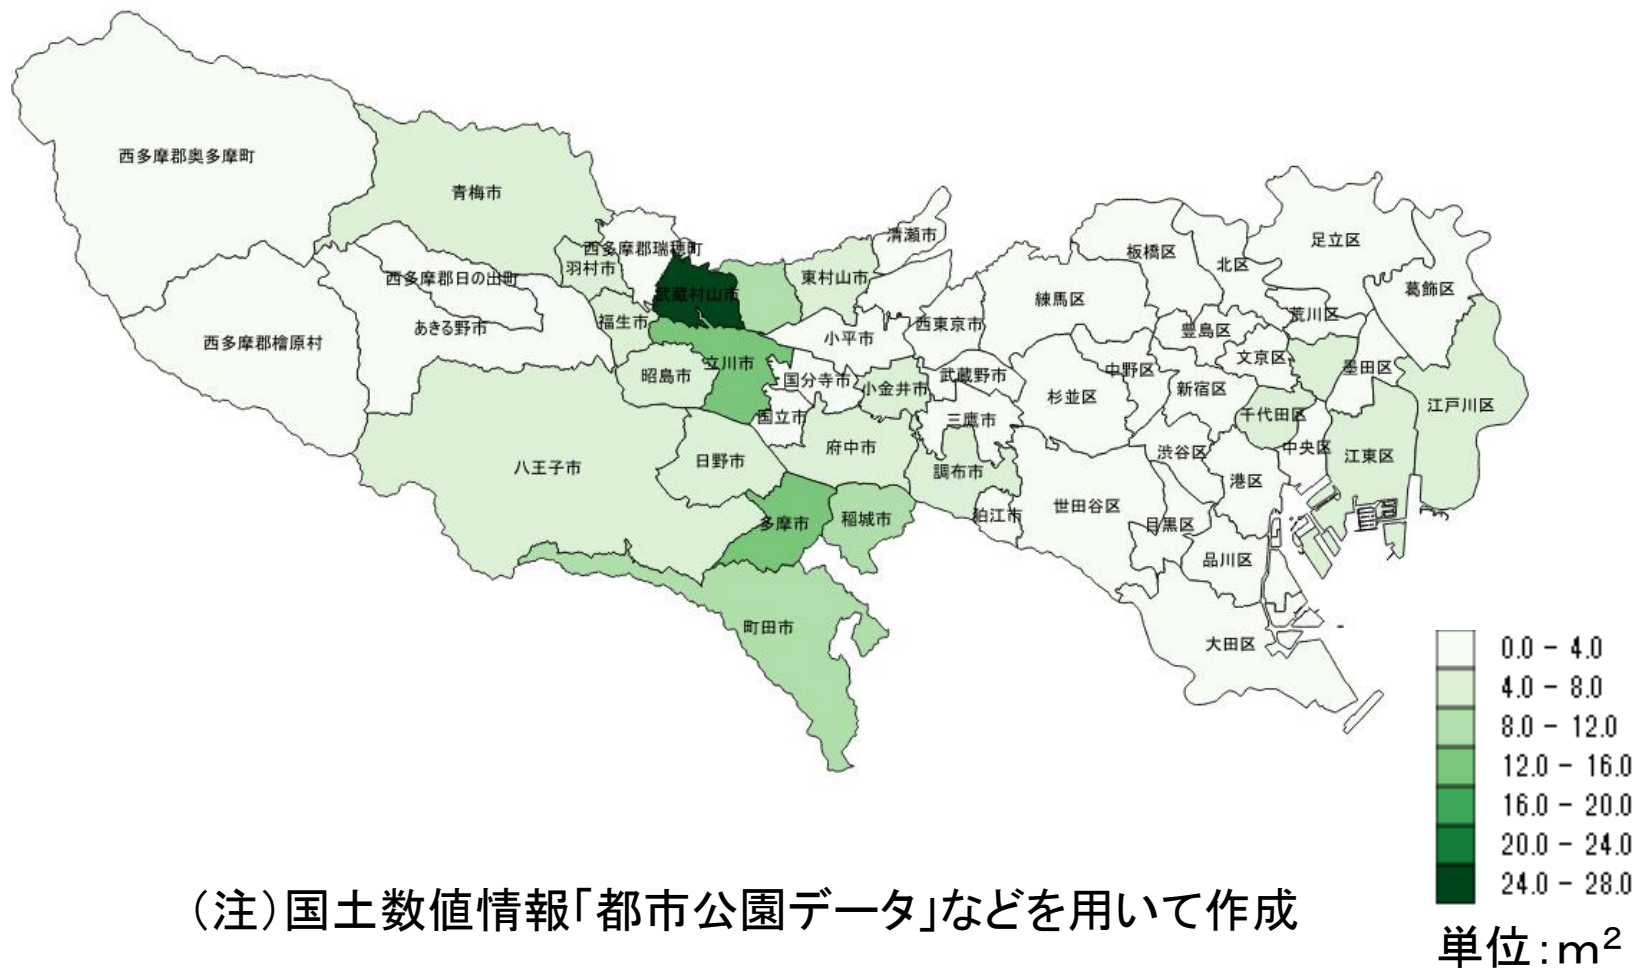 西多摩郡奥多摩町
青梅市
西多摩郡瑞穂町
羽村市
武蔵村山市
東村山市
清瀬市
西多摩郡日の出町
あきる野市
西多摩郡檜原村
福生市
立川市
昭島市
小平市
西東京市
国分寺市
小金井市
武蔵野市
国立市
三鷹市
府中市
日野市
調布市
八王子市
多摩市
稲城市
狛江市
町田市
板橋区
北区
足立区
葛飾区
練馬区
荒川区
豊島区
文京区
墨田区
中野区
新宿区
杉並区
千代田区
江戸川区
渋谷区
中央区
江東区
港区
世田谷区
目黒区
品川区
大田区
0.0 - 4.0
4.0 - 8.0
8.0 - 12.0
12.0 - 16.0
16.0 - 20.0
20.0 - 24.0
24.0 - 28.0
（注）国土数値情報「都市公園データ」などを用いて作成
単位：m²